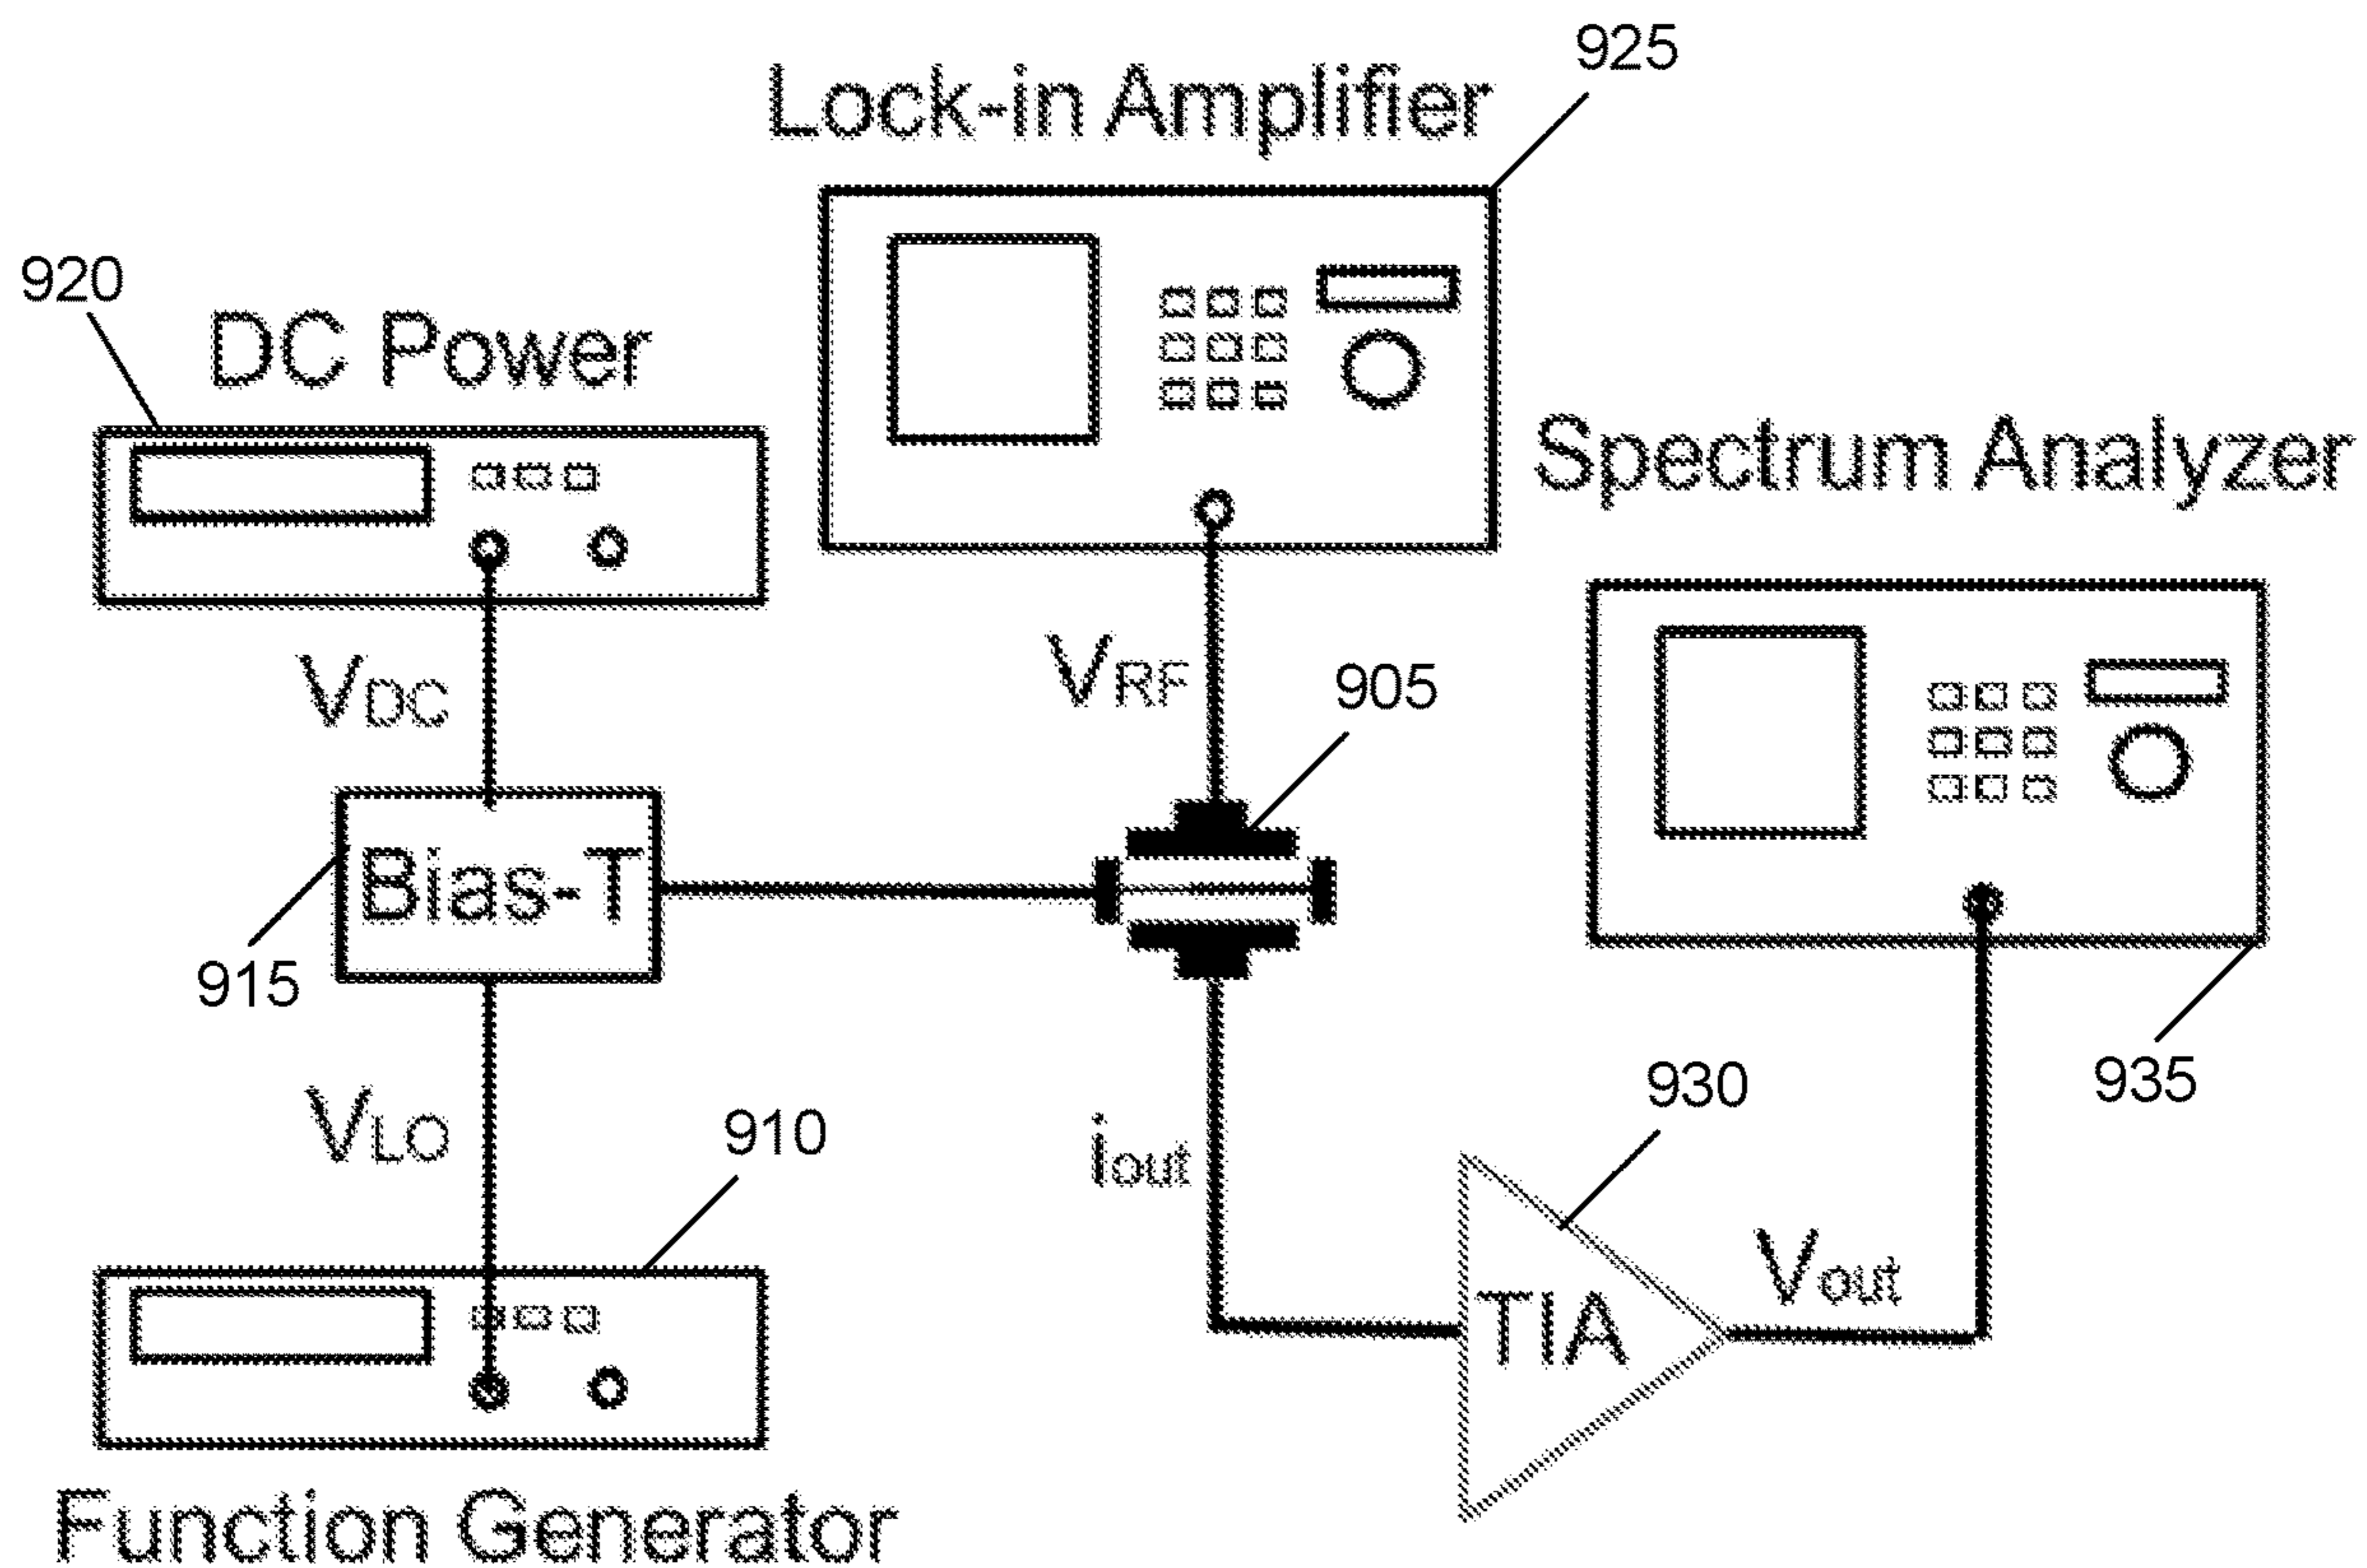 925
Lock-in Amplifier
920
DC Power
Spectrum Analyzer
VDC
VRF
905
Bias-T
915
VLO
910
iout
930
935
TIA
Vout
Function Generator